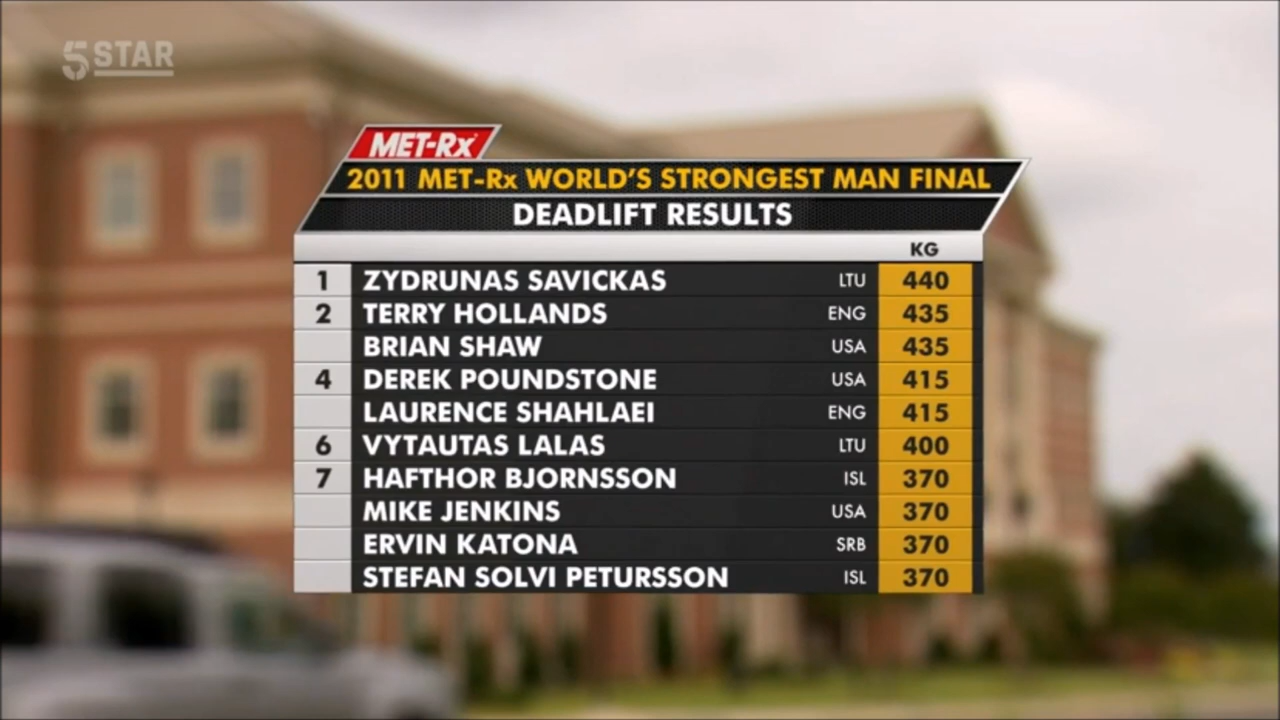 5STAR
MET-Rx
2011 MET-Rx WORLD'S STRONGEST MAN FINAL
DEADLIFT RESULTS
KG
1 ZYDRUNAS SAVICKAS LTU 440
2 TERRY HOLLANDS ENG 435
BRIAN SHAW USA 435
4 DEREK POUNDSTONE USA 415
LAURENCE SHAHLAEI ENG 415
6 VYTAUTAS LALAS LTU 400
7 HAFTHOR BJORNSSON ISL 370
MIKE JENKINS USA 370
ERVIN KATONA SRB 370
STEFAN SOLVI PETURSSON ISL 370